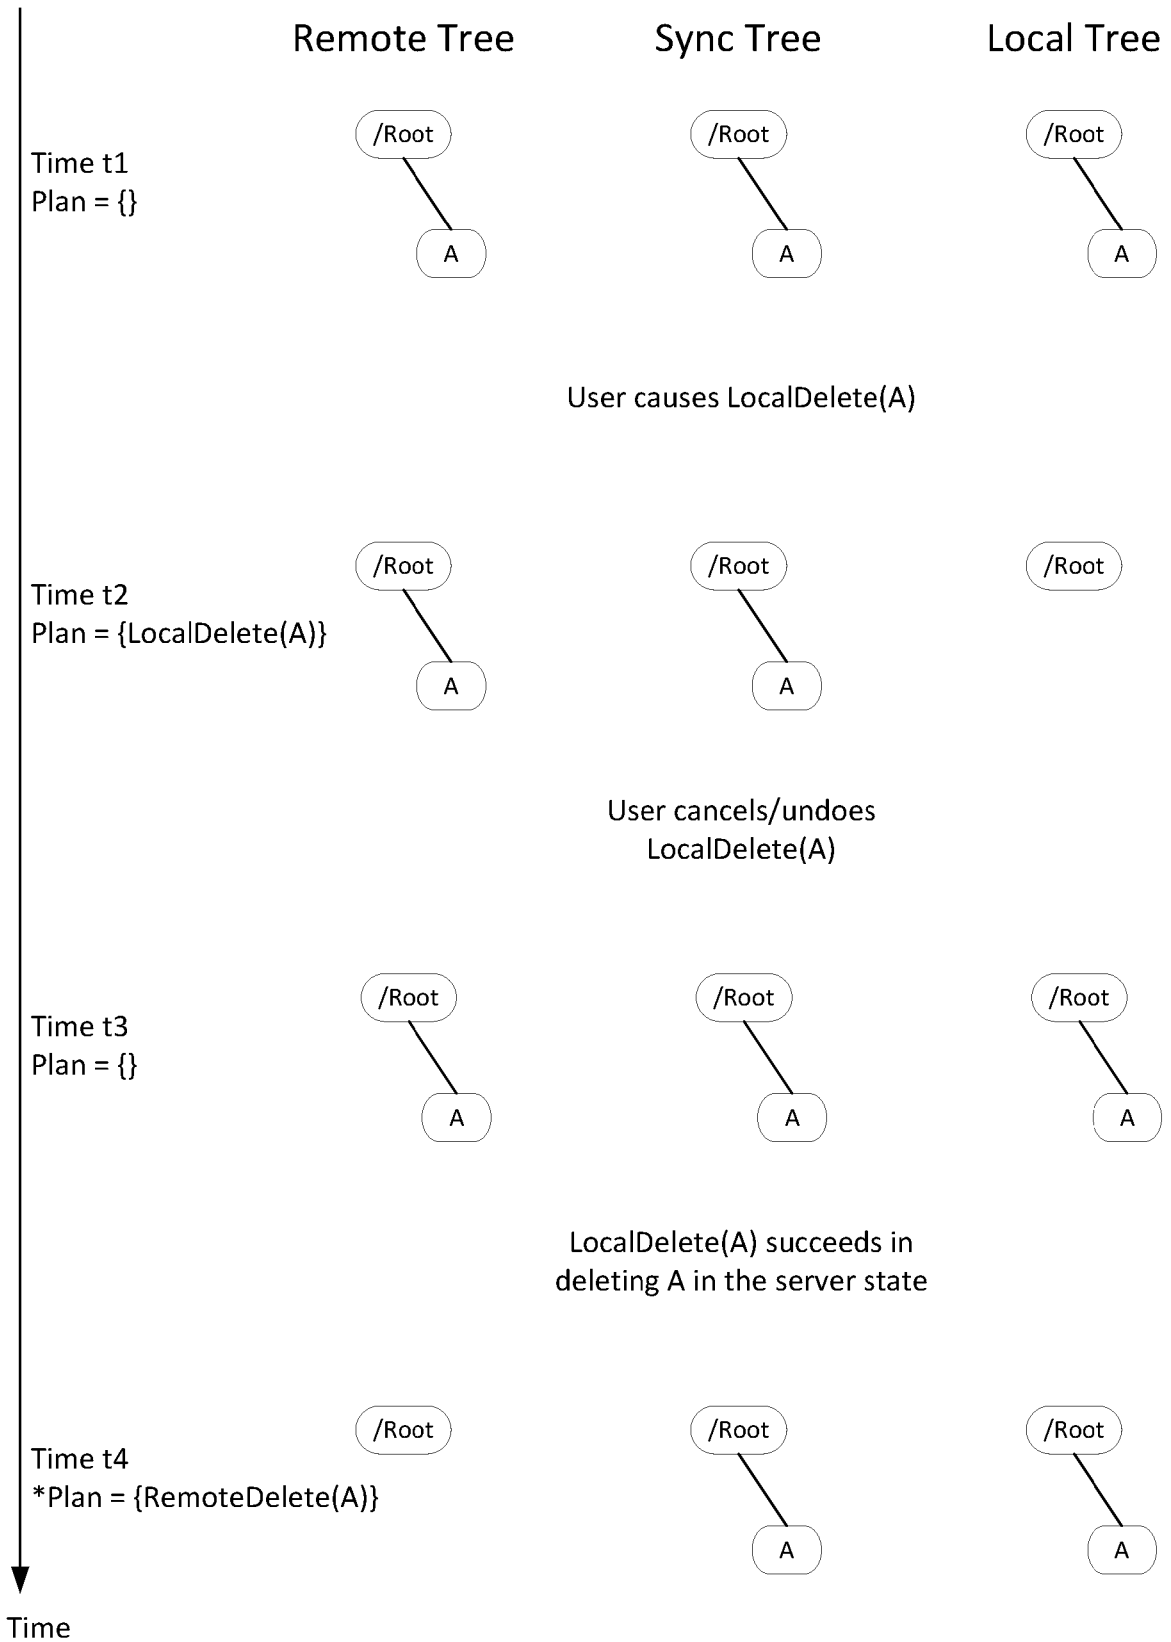 Remote Tree Sync Tree Local Tree
/Root /Root /Root
Time t1
Plan = {}
A A A
User causes LocalDelete(A)
/Root /Root /Root
Time t2
Plan = {LocalDelete(A)}
A A
User cancels/undoes
LocalDelete(A)
/Root /Root /Root
Time t3
Plan = {}
A A A
LocalDelete(A) succeeds in
deleting A in the server state
/Root /Root /Root
Time t4
*Plan = {RemoteDelete(A)}
A A
Time